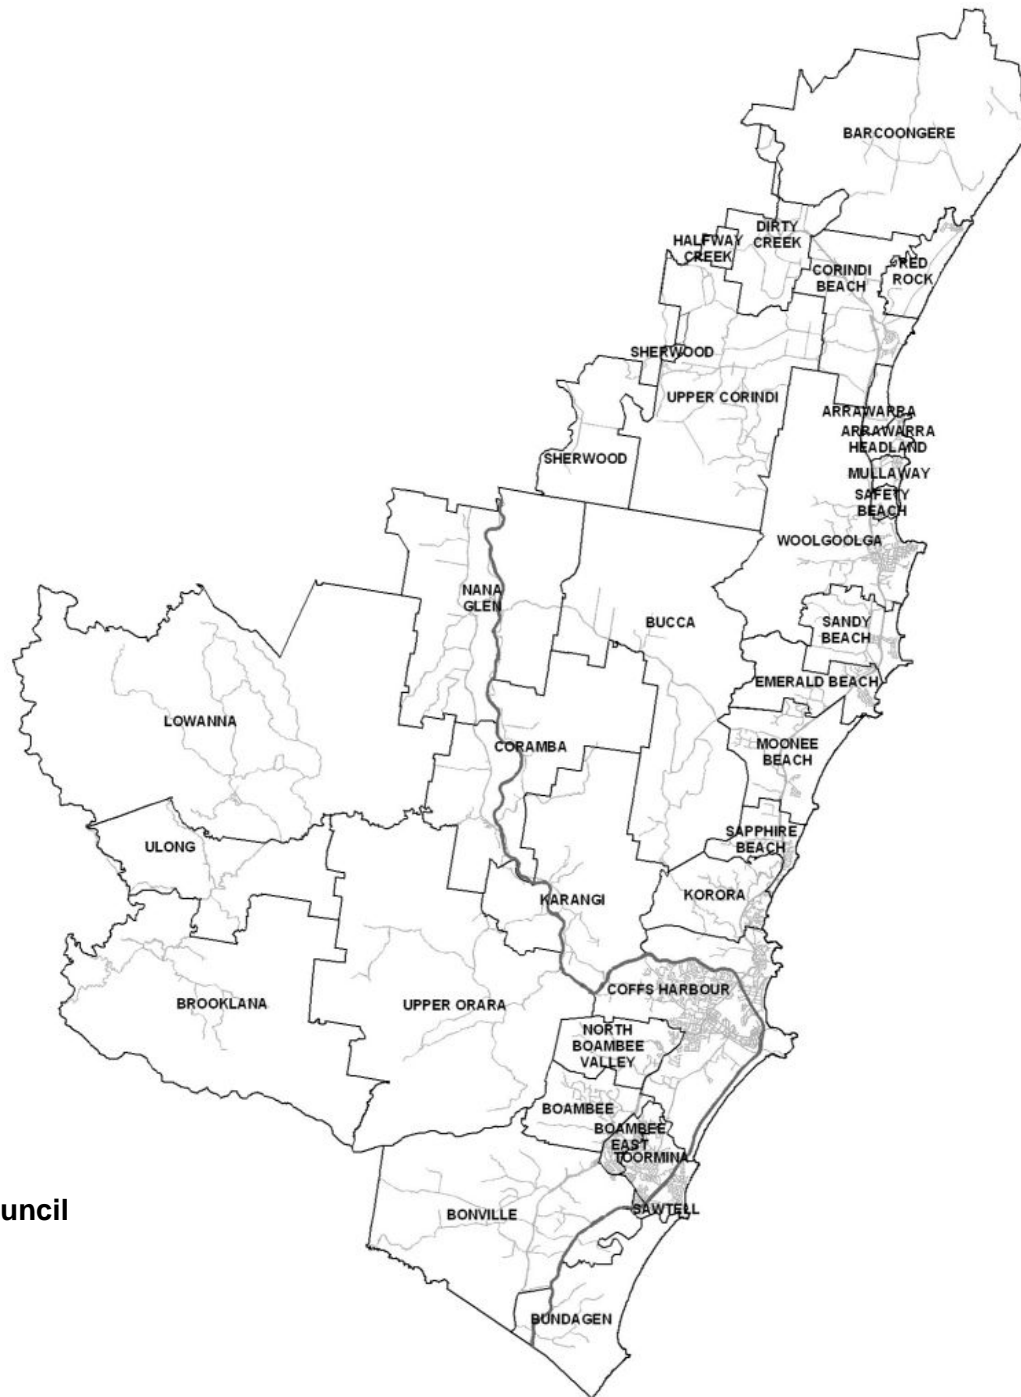 BARCOONGERE
DIRTY
CREEK
HALFWAY
CREEK
CORINDI
BEACH
RED
ROCK
SHERWOOD
UPPER CORINDI
ARRAWARRA
ARRAWARRA
HEADLAND
SHERWOOD
MULLAWAY
SAFETY
BEACH
WOOLGOOLGA
NANA
GLEN
BUCCA
SANDY
BEACH
EMERALD BEACH
LOWANNA
CORAMBA
MOONEE
BEACH
ULONG
SAPPHIRE
BEACH
KARANGI
KORORA
BROOKLANA
UPPER ORARA
COFFS HARBOUR
NORTH
BOAMBEE
VALLEY
BOAMBEE
BOAMBEE
EAST
TOORMINA
uncil
BONVILLE
SAWTELL
BUNDAGEN